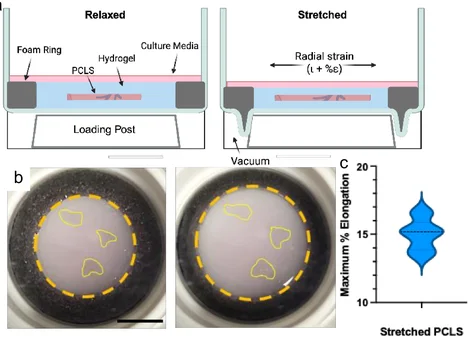 Relaxed
Stretched
Foam Ring
Hydrogel
Culture Media
PCLS
Radial strain
(ι + %ε)
Loading Post
Vacuum
b
c
Maximum % Elongation
20
15
10
Stretched PCLS